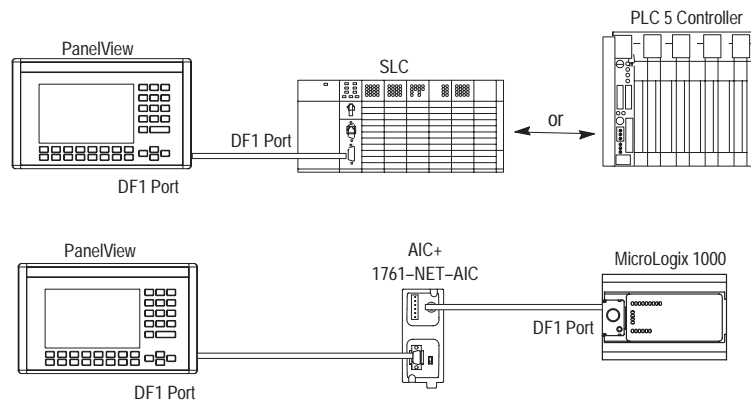 PLC 5 Controller
PanelView
SLC
or
DF1 Port
DF1 Port
PanelView
AIC+
1761–NET–AIC
MicroLogix 1000
DF1 Port
DF1 Port